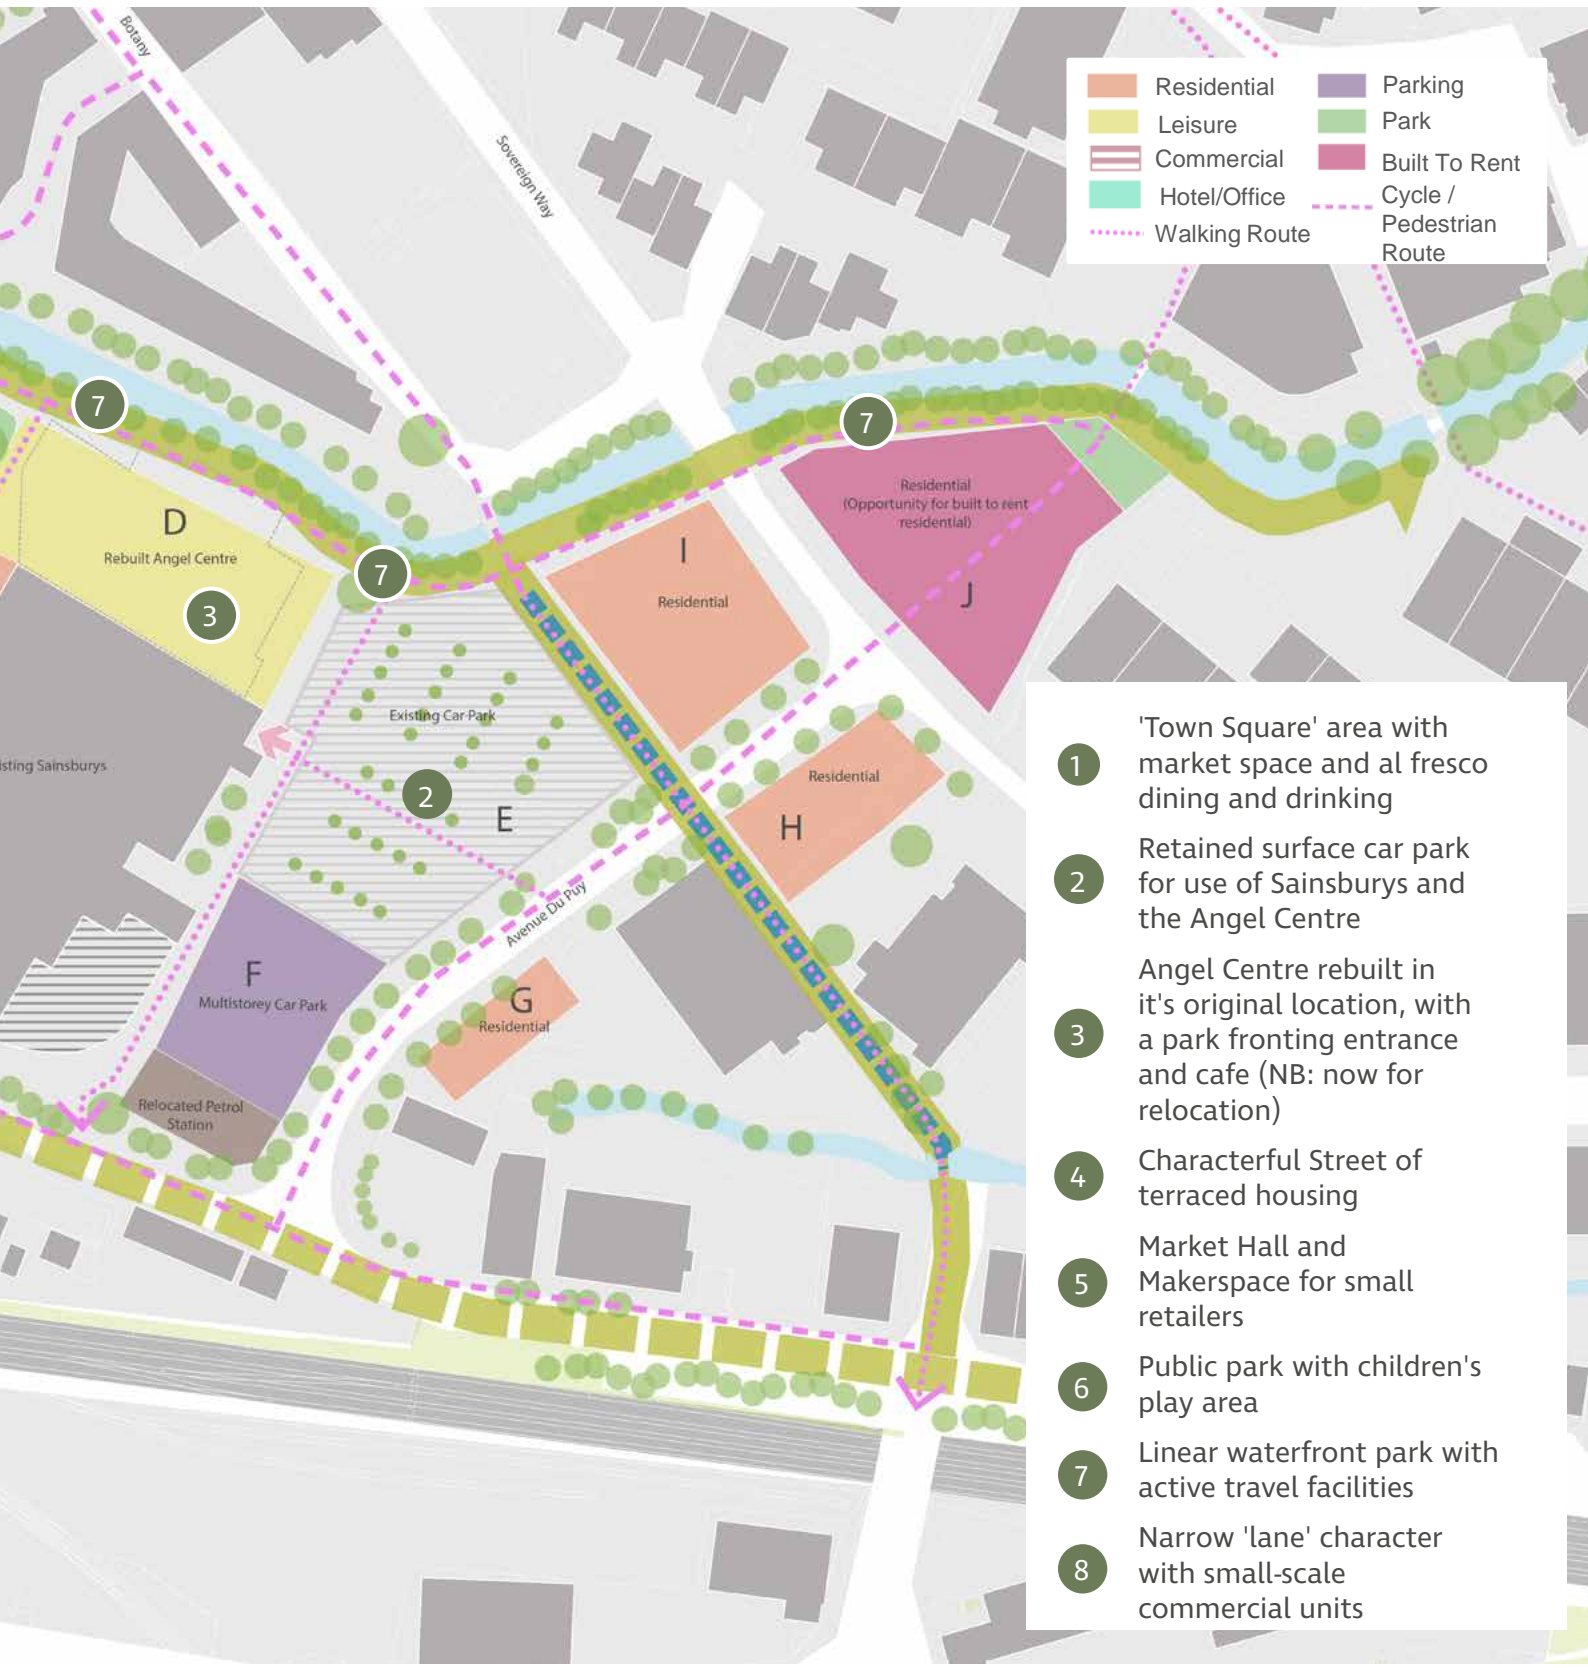 Botany
Sovereign Way
Residential
Leisure
Commercial
Hotel/Office
Walking Route
Parking
Park
Built To Rent
Cycle /
Pedestrian
Route
7
7
7
D
Rebuilt Angel Centre
3
I
Residential
Residential
(Opportunity for built to rent
residential)
J
Existing Car Park
2
E
isting Sainsburys
Residential
H
Avenue Du Puy
F
Multistorey Car Park
G
Residential
Relocated Petrol
Station
1
'Town Square' area with
market space and al fresco
dining and drinking
2
Retained surface car park
for use of Sainsburys and
the Angel Centre
3
Angel Centre rebuilt in
it's original location, with
a park fronting entrance
and cafe (NB: now for
relocation)
4
Characterful Street of
terraced housing
5
Market Hall and
Makerspace for small
retailers
6
Public park with children's
play area
7
Linear waterfront park with
active travel facilities
8
Narrow 'lane' character
with small-scale
commercial units